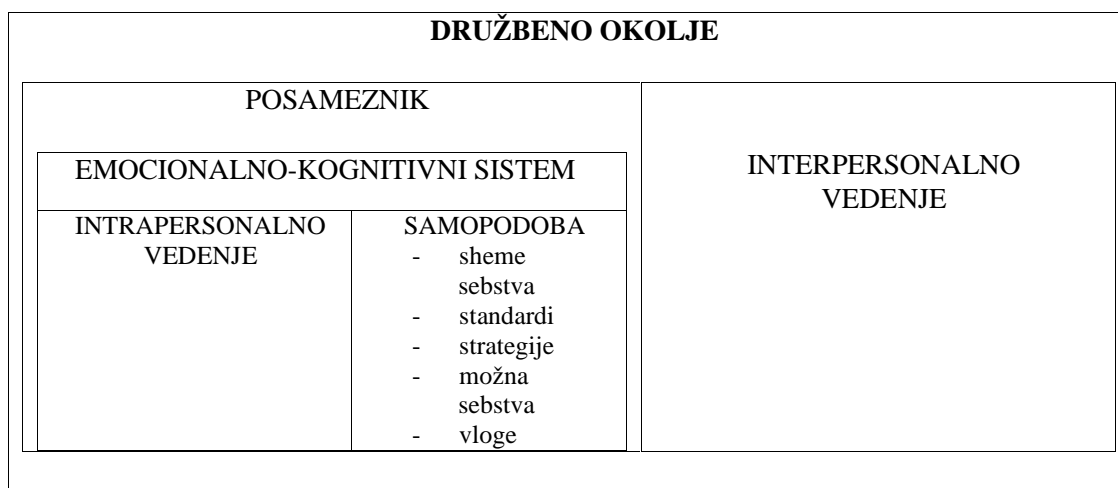 DRUŽBENO OKOLJE
POSAMEZNIK
EMOCIONALNO-KOGNITIVNI SISTEM
INTRAPERSONALNO
VEDENJE
SAMOPODOBA
- sheme
sebstva
- standardi
- strategije
- možna
sebstva
- vloge
INTERPERSONALNO
VEDENJE